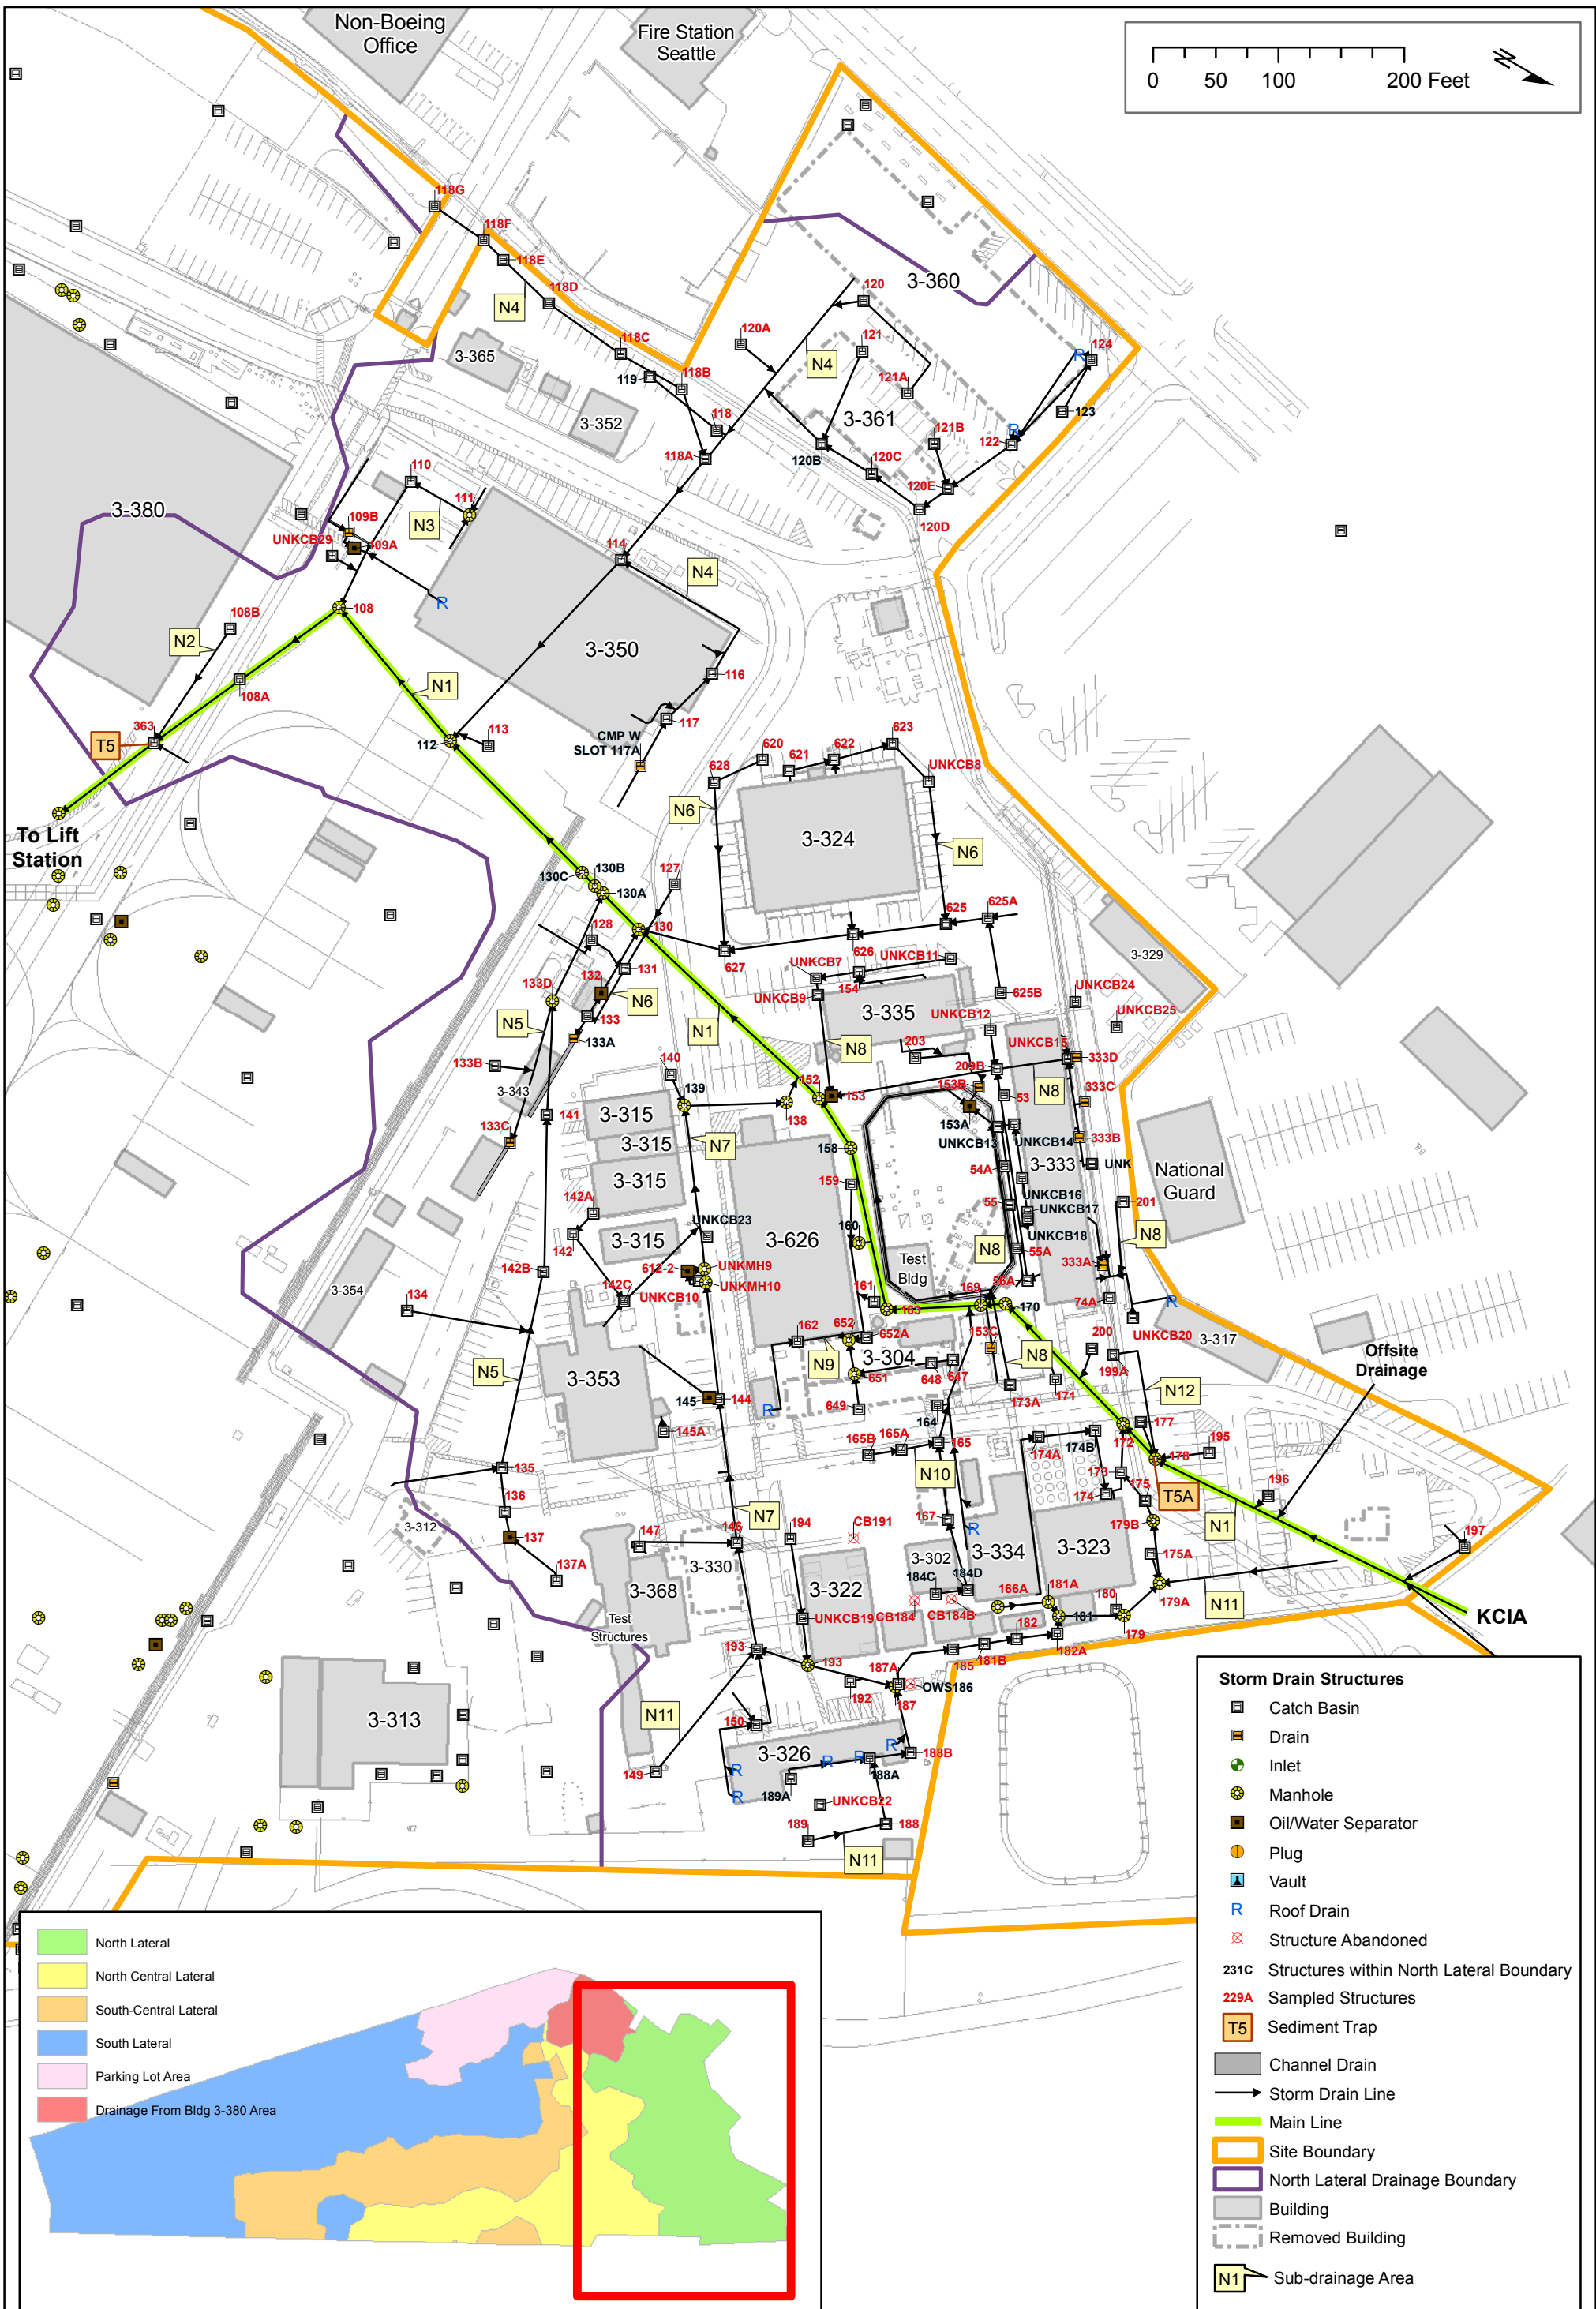 Non-Boeing
Office
Fire Station
Seattle
0 50 100 200 Feet
N
118G
118F
118E
118D
N4
118C
3-360
120
120A
121
124
3-365
119
118B
N4
121A
123
3-352
118
3-361
121B
122
118A
120B
120C
120E
110
111
120D
3-380
109B
N3
UNKCB29
109A
114
N4
R
108
108B
N2
3-350
N1
116
108A
117
363
T5
113
112
CMP W
SLOT 117A
620
621
622
623
628
UNKCB8
N6
To Lift
Station
3-324
N6
130C
130B
130A
127
128
130
625
625A
131
627
626
UNKCB11
UNKCB7
3-329
133D
132
N6
154
625B
UNKCB24
UNKCB9
3-335
N5
133
N1
UNKCB12
UNKCB25
133A
N8
203
UNKCB15
333D
133B
140
209B
N8
3-343
139
152
153
153B
53
333C
3-315
138
153A
141
3-315
133C
N7
158
UNKCB13
UNKCB14
333B
3-315
54A
3-333
UNK
National
Guard
159
142A
55
UNKCB16
UNKCB17
201
UNKCB23
160
3-315
3-626
UNKCB18
N8
142
Test
Bldg
N8
55A
612-2
UNKMH9
333A
142B
142C
UNKMH10
56A
3-354
UNKCB10
161
169
74A
134
163
170
UNKCB20
162
652
652A
153C
200
3-317
N9
3-304
N8
199A
Offsite
Drainage
N5
3-353
651
648
647
171
N12
145
144
649
164
173A
145A
165B
165A
165
174A
174B
172
177
195
135
N10
173
178
196
136
174
175
T5A
3-312
137
147
146
N7
194
CB191
167
179B
N1
197
137A
3-330
3-302
3-334
3-323
175A
3-368
3-322
184C
184D
166A
181A
179A
N11
Test
Structures
UNKCB19
CB184
CB184B
181
180
KCIA
193
182
179
193
187A
185
181B
182A
192
OWS186
N11
150
187
3-313
3-326
188B
149
189A
188A
UNKCB22
189
188
N11
Storm Drain Structures
Catch Basin
Drain
Inlet
Manhole
Oil/Water Separator
Plug
Vault
R Roof Drain
Structure Abandoned
231C Structures within North Lateral Boundary
229A Sampled Structures
T5 Sediment Trap
Channel Drain
Storm Drain Line
Main Line
Site Boundary
North Lateral Drainage Boundary
Building
Removed Building
N1 Sub-drainage Area
North Lateral
North Central Lateral
South-Central Lateral
South Lateral
Parking Lot Area
Drainage From Bldg 3-380 Area